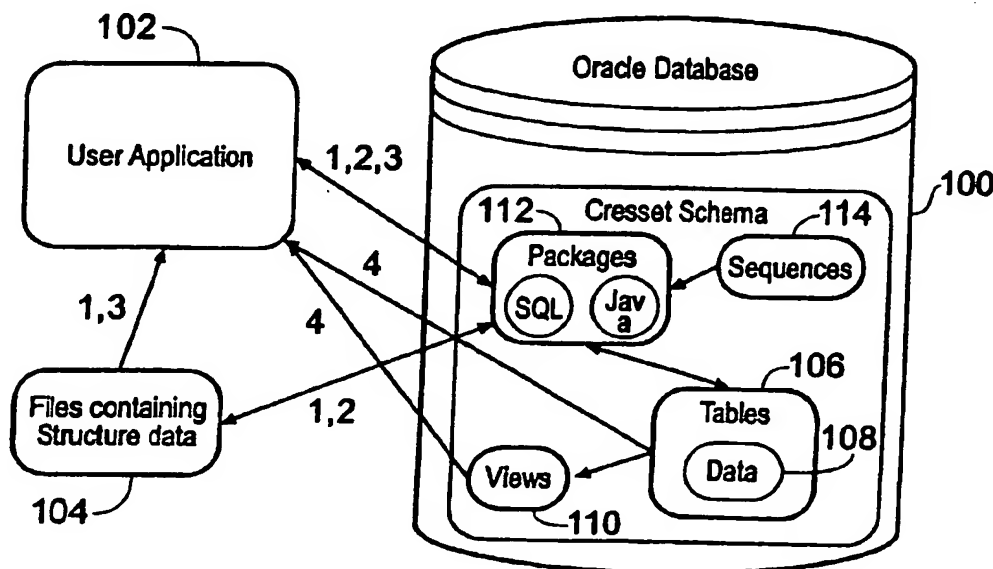 102
Oracle Database
User Application
1,2,3
100
Cresset Schema
112
114
Packages
Sequences
SQL
Jav
a
4
1,3
4
106
Files containing
Structure data
1,2
Tables
108
Views
Data
104
110